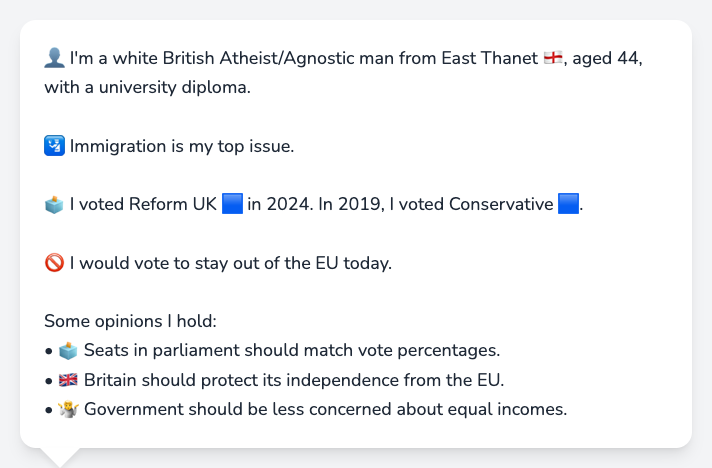 👤 I'm a white British Atheist/Agnostic man from East Thanet 🏴󠁧󠁢󠁥󠁮󠁧󠁿, aged 44,
with a university diploma.
🛂 Immigration is my top issue.
🗳️ I voted Reform UK 🟦 in 2024. In 2019, I voted Conservative 🟦.
🚫 I would vote to stay out of the EU today.
Some opinions I hold:
• 🗳️ Seats in parliament should match vote percentages.
• 🇬🇧 Britain should protect its independence from the EU.
• 🤷 Government should be less concerned about equal incomes.